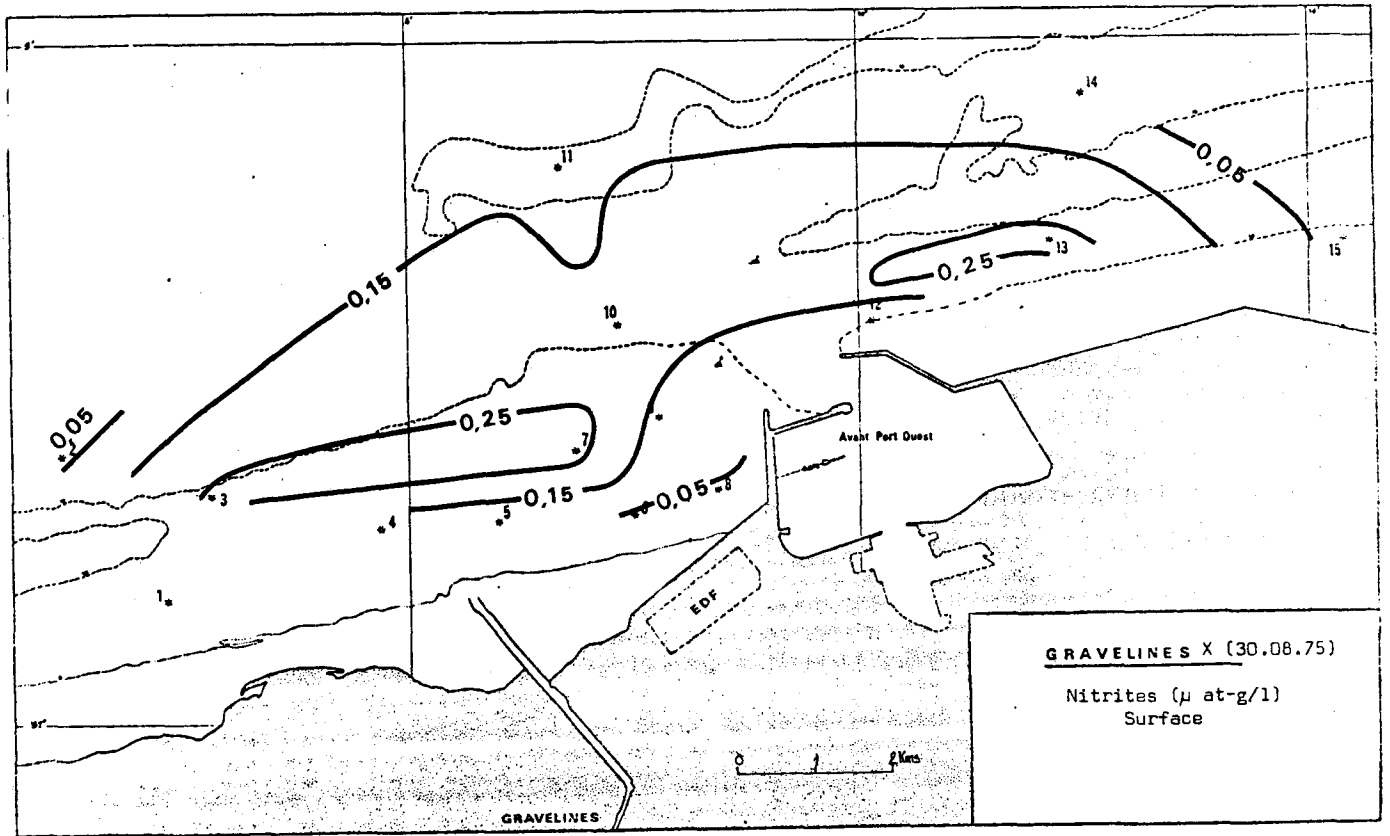 14
11
0,05
15
0,15
13
0,25
10
12
0,05
0,25
7
Avant Port Ouest
3
0,15
0,05
8
4
5
6
1
EDF
GRAVELINES X (30.08.75)
Nitrites (µ at-g/l)
Surface
0 1 2 Kms
GRAVELINES